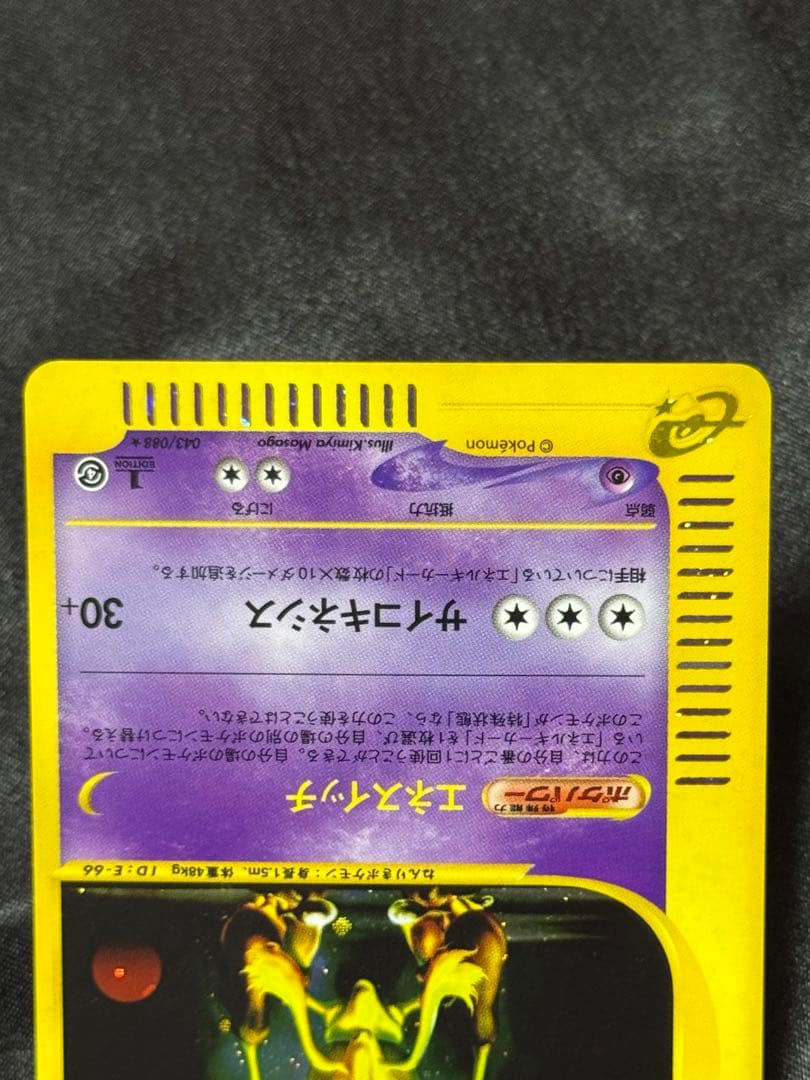 ねんりきポケモン：身長1.5m、体重48kg　ID：E-66
特殊能力
ポケパワー エネスイッチ
この力は、自分の番ごとに1回使うことができる。自分の場のポケモンについて
いる「エネルギーカード」を1枚選び、自分の場の別のポケモンにつけ替える。
このポケモンが「特殊状態」なら、この力を使うことはできない。
サイコキネシス 30+
相手についている「エネルギーカード」の枚数×10ダメージを追加する。
弱点 抵抗力 にげる
1 EDITION
© Pokémon Illus.Kimiya Masago 043/088★
e